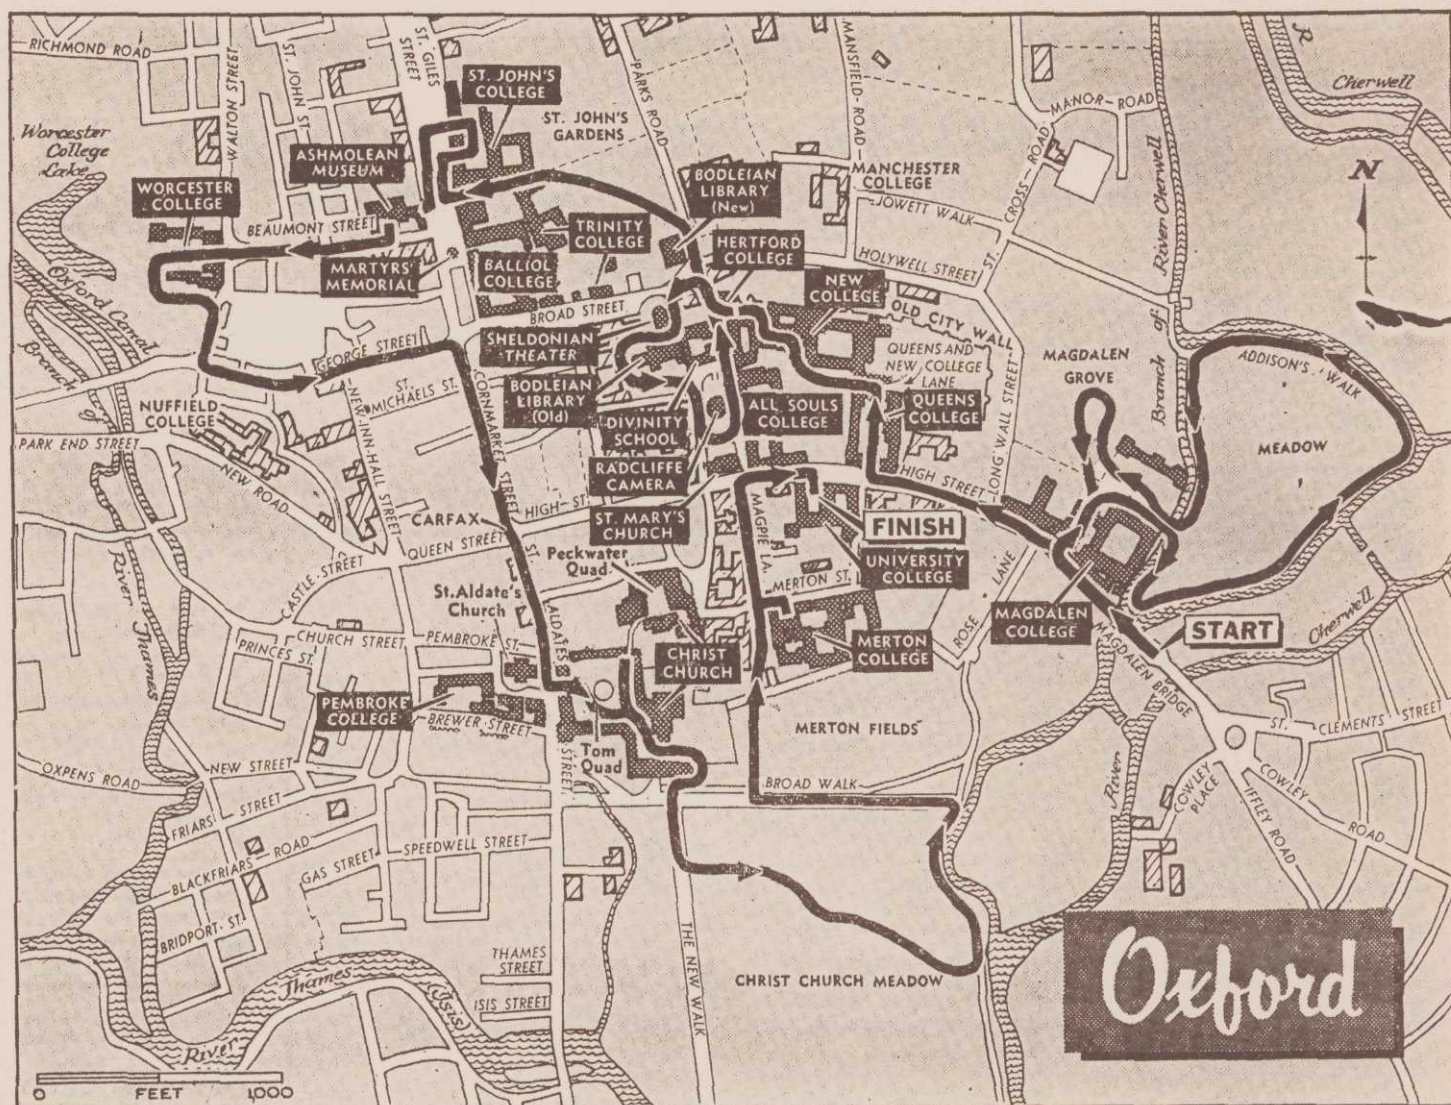 RICHMOND ROAD
WALTON STREET
ST. JOHN ST.
ST. GILES
STREET
PARKS ROAD
MANSFIELD-ROAD
MANOR-ROAD
R
Cherwell
River Cherwell
Branch of
ST. JOHN'S
COLLEGE
ST. JOHN'S
GARDENS
Worcester
College
Lake
ASHMOLEAN
MUSEUM
WORCESTER
COLLEGE
BEAUMONT STREET
BODLEIAN
LIBRARY
(New)
MANCHESTER
COLLEGE
JOWETT WALK
ST. CROSS-ROAD
N
TRINITY
COLLEGE
HERTFORD
COLLEGE
HOLYWELL STREET
MARTYRS'
MEMORIAL
BALLIOL
COLLEGE
NEW
COLLEGE
OLD CITY WALL
BROAD STREET
Oxford Canal
Branch of
SHELDONIAN
THEATER
GEORGE STREET
QUEENS AND
NEW COLLEGE
LANE
LONG WALL STREET
MAGDALEN
GROVE
ADDISON'S WALK
MEADOW
ST.
MICHAELS ST.
CORNMARKET STREET
NEW-INN-HALL STREET
BODLEIAN
LIBRARY
(Old)
DIVINITY
SCHOOL
ALL SOULS
COLLEGE
QUEENS
COLLEGE
NUFFIELD
COLLEGE
PARK END STREET
NEW ROAD
RADCLIFFE
CAMERA
HIGH STREET
HIGH-ST.
CARFAX
QUEEN STREET
ST. MARY'S
CHURCH
FINISH
MAGPIE LA.
UNIVERSITY
COLLEGE
Peckwater
Quad
CASTLE-STREET
St.Aldate's
Church
ST.
ALDATES
STREET
MERTON ST.
ROSE LANE
MAGDALEN
COLLEGE
START
Cherwell
MAGDALEN BRIDGE
River Thames
CHURCH STREET
PRINCES ST.
PEMBROKE ST.
CHRIST
CHURCH
MERTON
COLLEGE
PEMBROKE
COLLEGE
BREWER STREET
Tom
Quad
MERTON FIELDS
ST. CLEMENTS STREET
OXPENS ROAD
NEW STREET
BROAD WALK
River
COWLEY
PLACE
COWLEY ROAD
IFFLEY ROAD
FRIARS STREET
BLACKFRIARS-ROAD
GAS STREET
SPEEDWELL STREET
BRIDPORT-ST.
THAMES
STREET
ISIS STREET
THE NEW WALK
CHRIST CHURCH MEADOW
River Thames (Isis)
Oxford
0 FEET 1,000